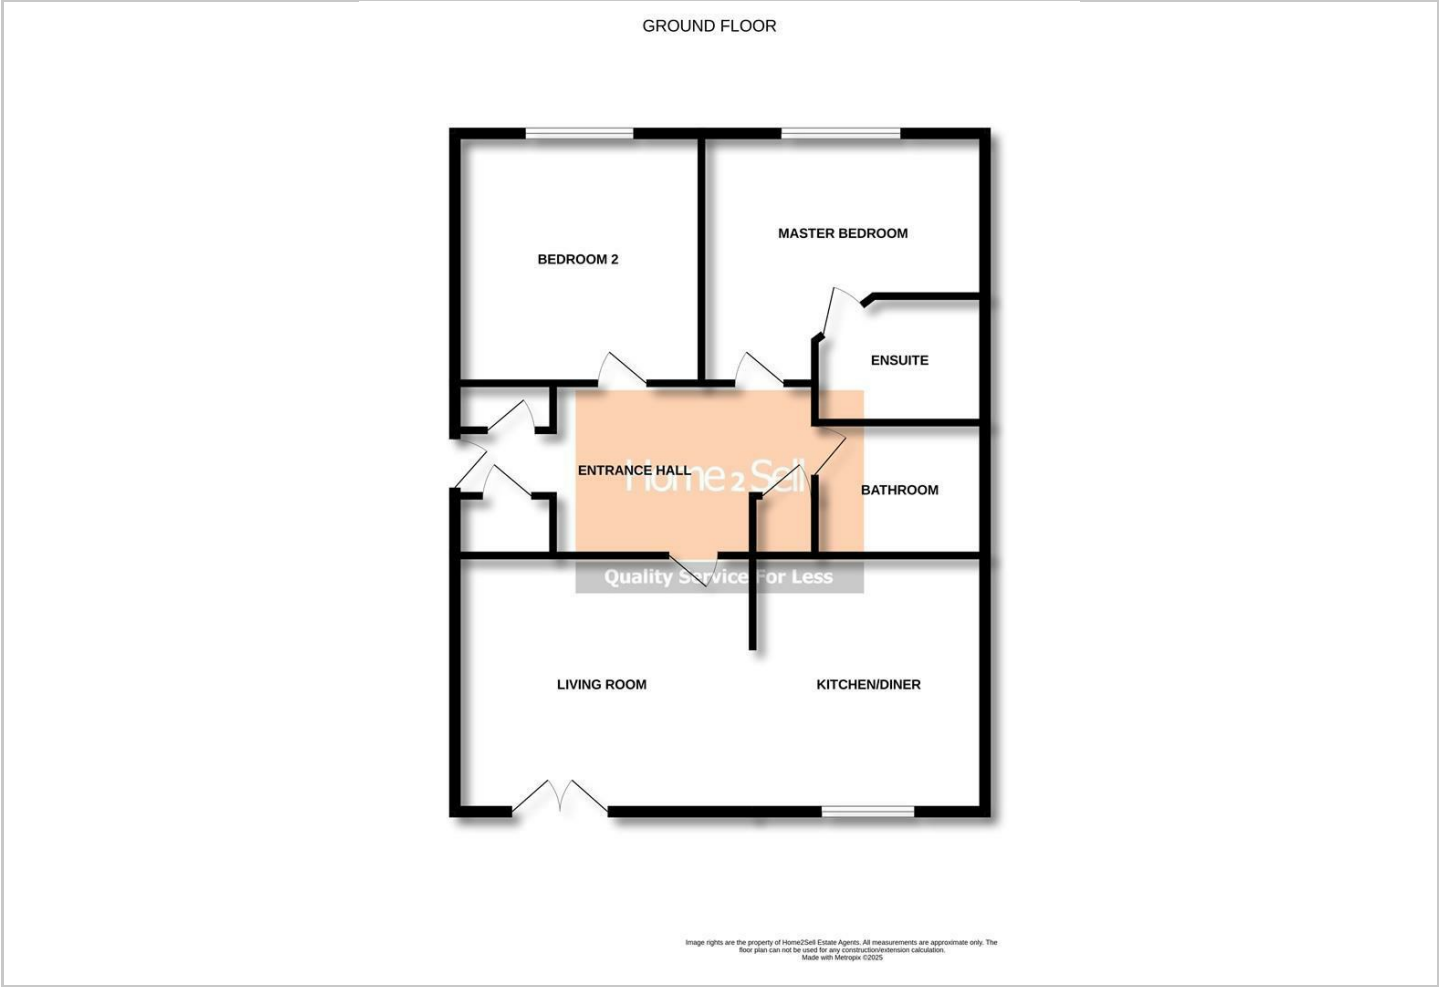 GROUND FLOOR
BEDROOM 2
MASTER BEDROOM
ENSUITE
ENTRANCE HALL
Home 2 Sell
BATHROOM
Quality Service For Less
LIVING ROOM
KITCHEN/DINER
Image rights are the property of Home2Sell Estate Agents. All measurements are approximate only. The
floor plan can not be used for any construction/extension calculation.
Made with Metropix ©2025